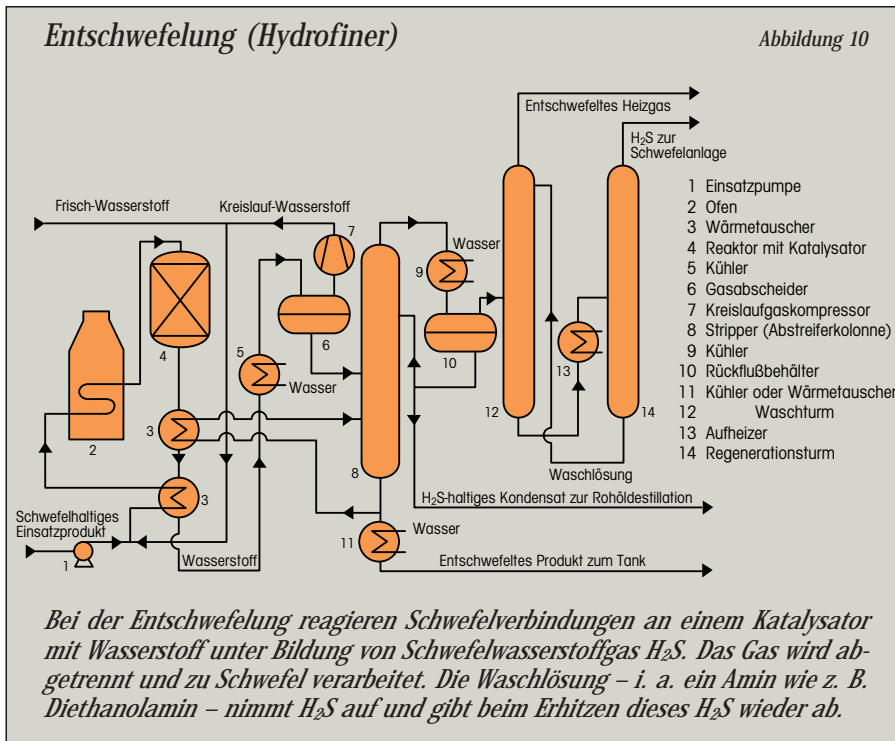 Entschwefelung (Hydrofiner)
Abbildung 10
Entschwefeltes Heizgas
H₂S zur
Schwefelanlage
Frisch-Wasserstoff
Kreislauf-Wasserstoff
7
Wasser
9
4
6
10
5
Wasser
13
2
3
12
14
8
Waschlösung
3
H₂S-haltiges Kondensat zur Rohöldestillation
Schwefelhaltiges
Einsatzprodukt
1
Wasserstoff
11
Wasser
Entschwefeltes Produkt zum Tank
1 Einsatzpumpe
2 Ofen
3 Wärmetauscher
4 Reaktor mit Katalysator
5 Kühler
6 Gasabscheider
7 Kreislaufgaskompressor
8 Stripper (Abstreiferkolonne)
9 Kühler
10 Rückflußbehälter
11 Kühler oder Wärmetauscher
12 Waschturm
13 Aufheizer
14 Regenerationsturm
Bei der Entschwefelung reagieren Schwefelverbindungen an einem Katalysator
mit Wasserstoff unter Bildung von Schwefelwasserstoffgas H₂S. Das Gas wird ab-
getrennt und zu Schwefel verarbeitet. Die Waschlösung – i. a. ein Amin wie z. B.
Diethanolamin – nimmt H₂S auf und gibt beim Erhitzen dieses H₂S wieder ab.